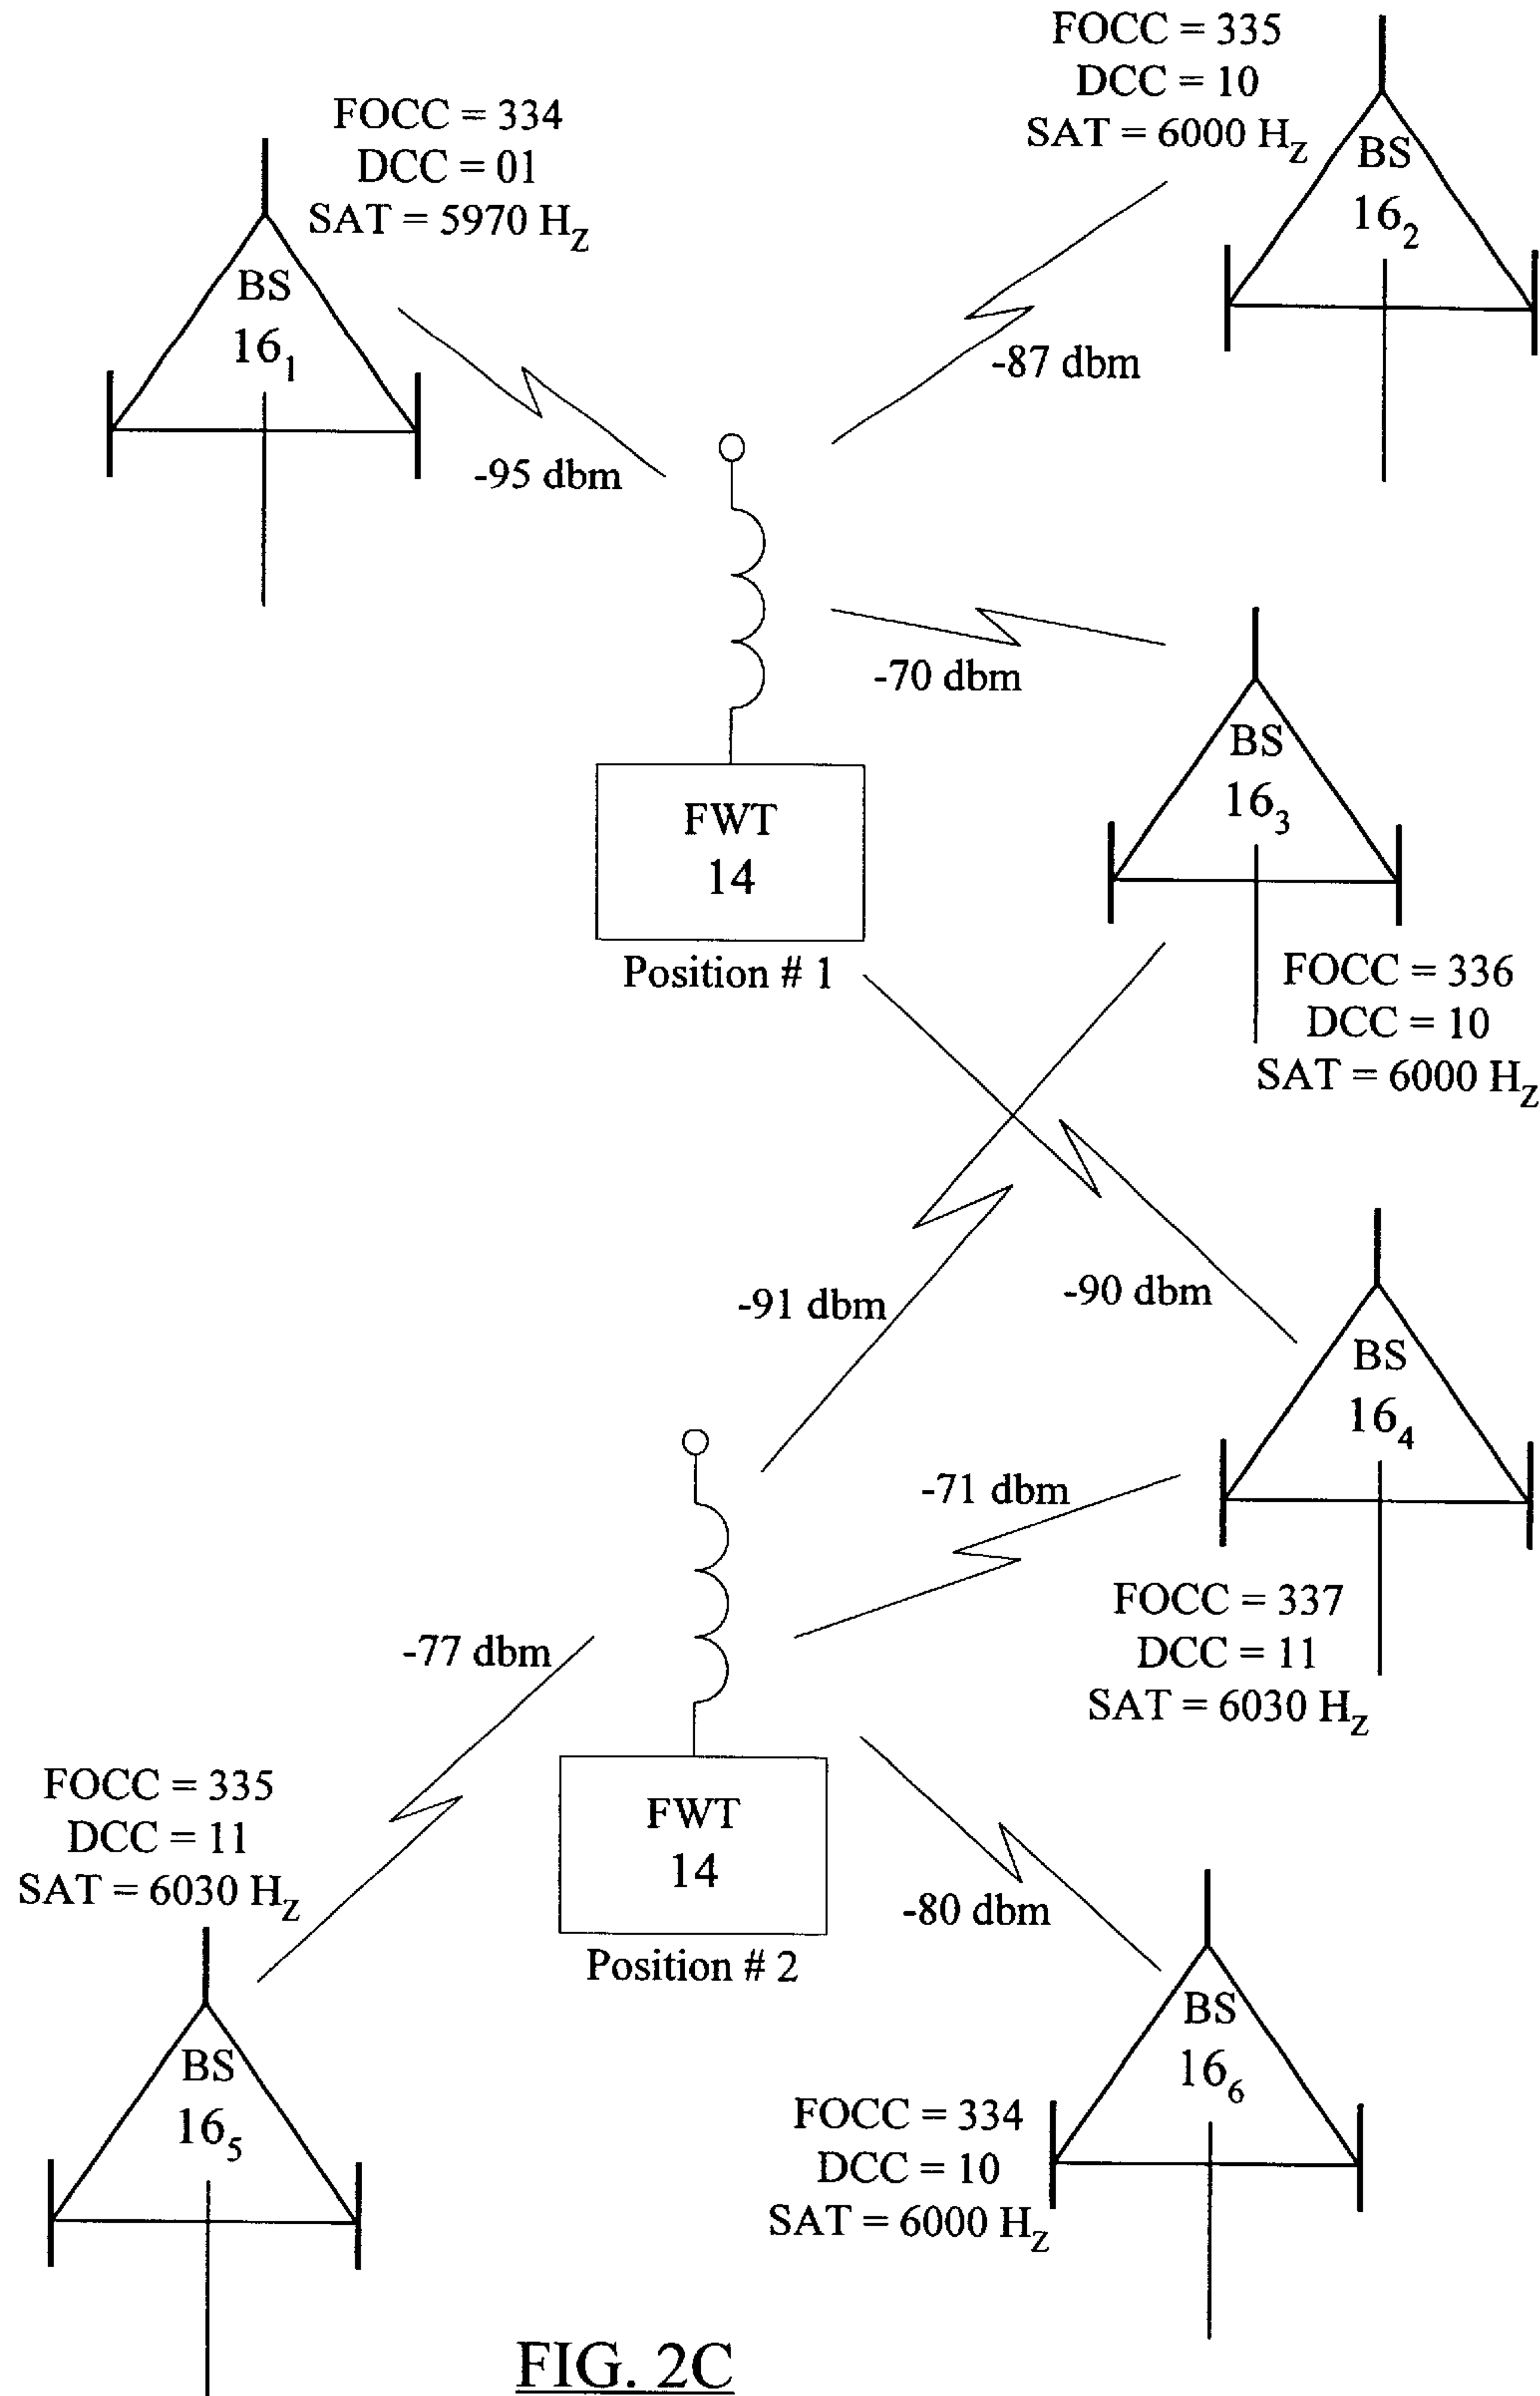 FOCC = 335
DCC = 10
SAT = 6000 Hz
BS
16₂
FOCC = 334
DCC = 01
SAT = 5970 Hz
BS
16₁
-87 dbm
-95 dbm
-70 dbm
BS
16₃
FWT
14
Position # 1
FOCC = 336
DCC = 10
SAT = 6000 Hz
-91 dbm
-90 dbm
BS
16₄
-71 dbm
FOCC = 337
DCC = 11
SAT = 6030 Hz
-77 dbm
FOCC = 335
DCC = 11
SAT = 6030 Hz
FWT
14
Position # 2
-80 dbm
BS
16₅
BS
16₆
FOCC = 334
DCC = 10
SAT = 6000 Hz
FIG. 2C